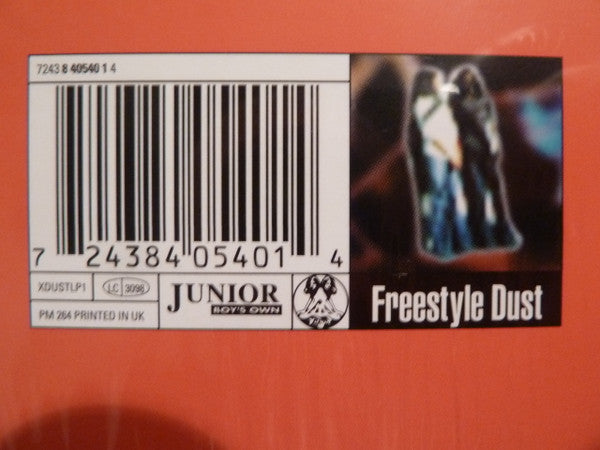 7243 8 40540 1 4
7 24384 05401 4
XDUSTLP1
LC 3098
PM 264 PRINTED IN UK
JUNIOR
BOY'S OWN
Freestyle Dust